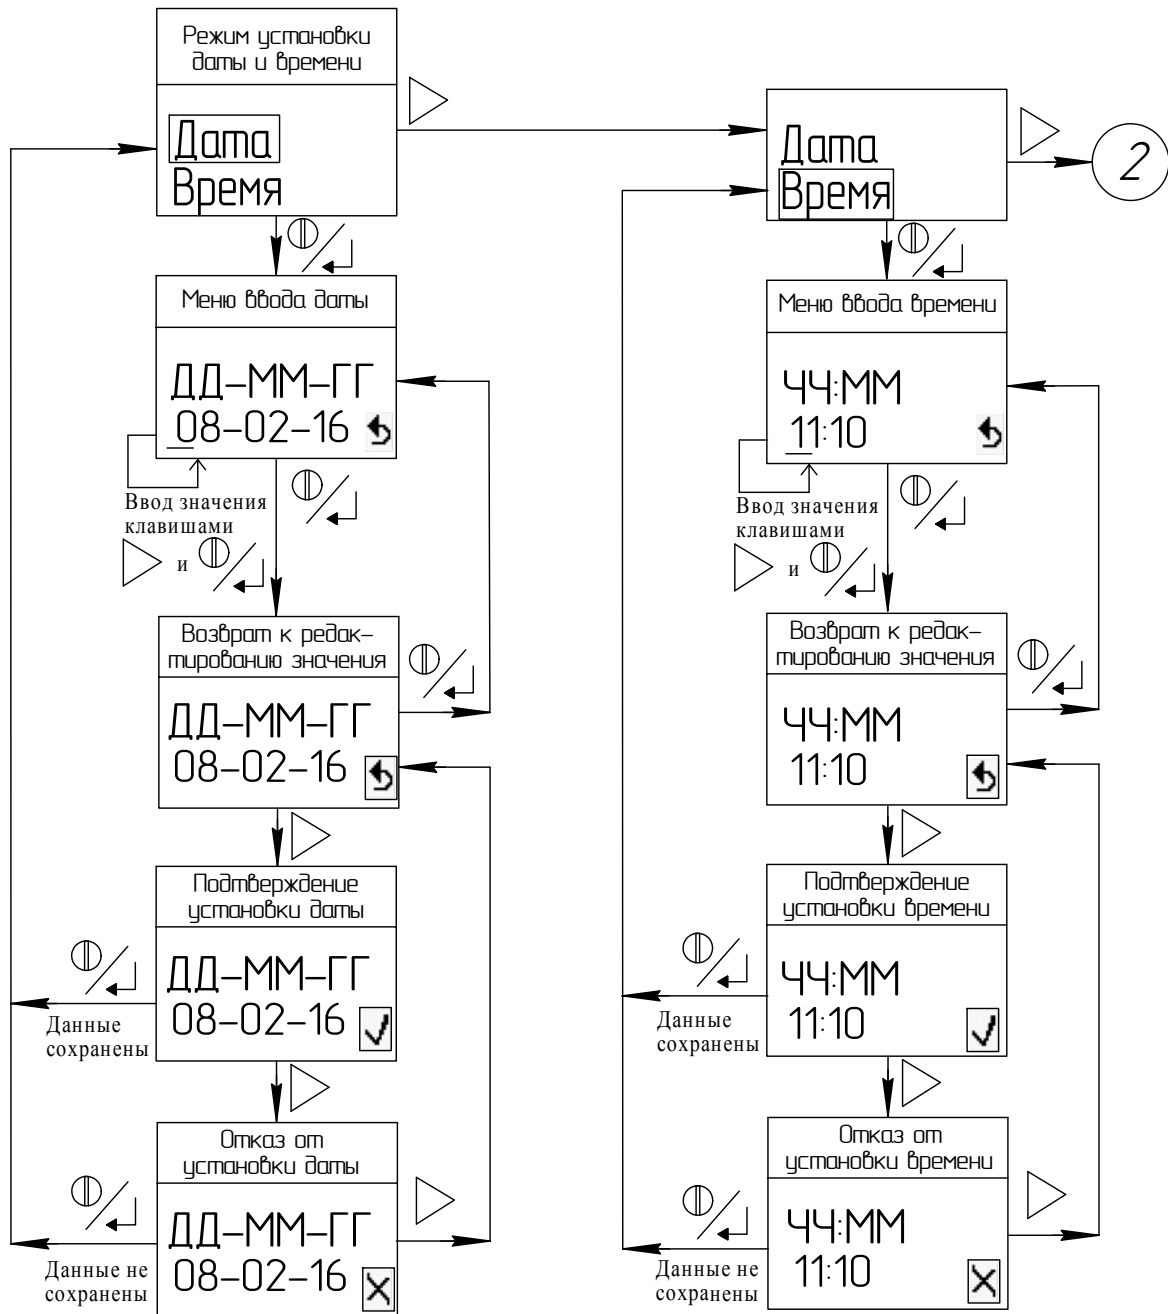 Режим установки
даты и времени
Дата
Время
Меню ввода даты
ДД-ММ-ГГ
08-02-16
Ввод значения
клавишами
и
Возврат к редак-
тированию значения
ДД-ММ-ГГ
08-02-16
Подтверждение
установки даты
ДД-ММ-ГГ
08-02-16
Данные
сохранены
Отказ от
установки даты
ДД-ММ-ГГ
08-02-16
Данные не
сохранены
Дата
Время
2
Меню ввода времени
ЧЧ:ММ
11:10
Ввод значения
клавишами
и
Возврат к редак-
тированию значения
ЧЧ:ММ
11:10
Подтверждение
установки времени
ЧЧ:ММ
11:10
Данные
сохранены
Отказ от
установки времени
ЧЧ:ММ
11:10
Данные не
сохранены